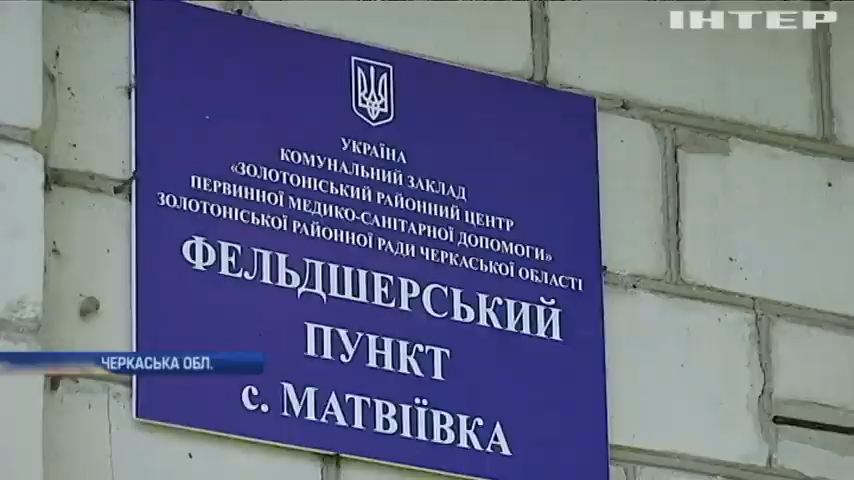 ІНТЕР
УКРАЇНА
КОМУНАЛЬНИЙ ЗАКЛАД
«ЗОЛОТОНІСЬКИЙ РАЙОННИЙ ЦЕНТР
ПЕРВИННОЇ МЕДИКО-САНІТАРНОЇ ДОПОМОГИ»
ЗОЛОТОНІСЬКОЇ РАЙОННОЇ РАДИ ЧЕРКАСЬКОЇ ОБЛАСТІ
ФЕЛЬДШЕРСЬКИЙ
ПУНКТ
с. МАТВІЇВКА
ЧЕРКАСЬКА ОБЛ.